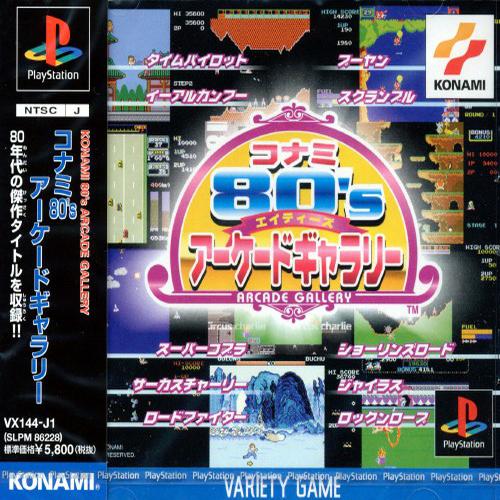 PlayStation
NTSC J
コナミ80's
アーケードギャラリー
KONAMI 80's ARCADE GALLERY
80年代の傑作タイトルを収録!!
VX144-J1
(SLPM 86228)
標準価格¥5,800(税抜)
KONAMI
PlayStation
KONAMI
タイムパイロット
プーヤン
イーアルカンフー
スクランブル
コナミ
80's
エイティーズ
アーケードギャラリー
ARCADE GALLERY
TM
circus charlie
スーパーコブラ
ショーリンズロード
サーカスチャーリー
ジャイラス
ロードファイター
ロックンロープ
PlayStation
VARIETY GAME